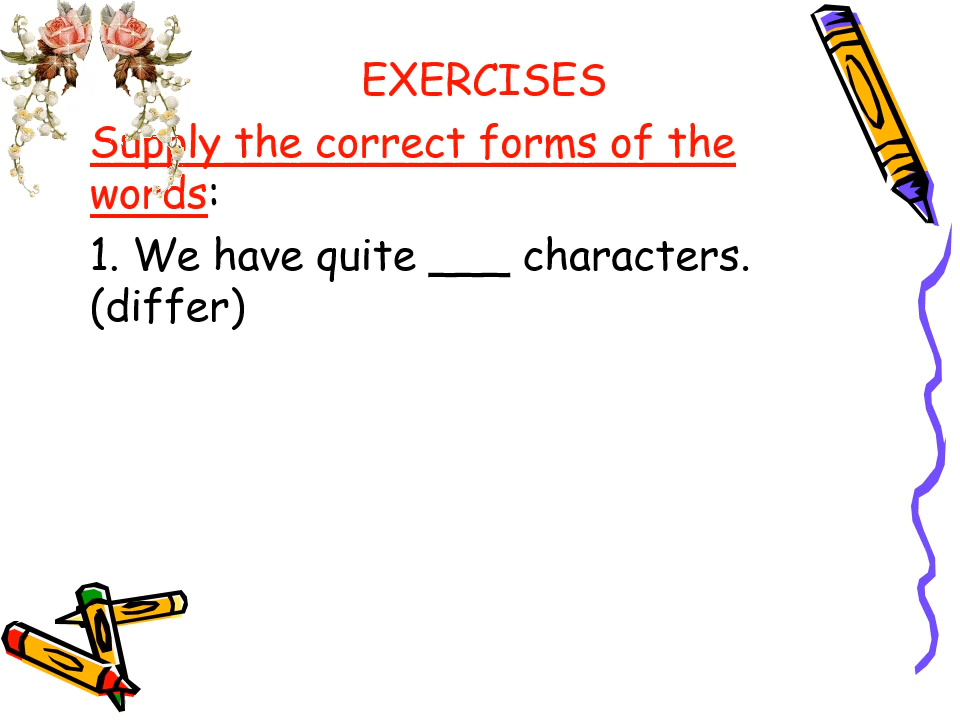 EXERCISES
Supply the correct forms of the
words:
1. We have quite ___ characters.
(differ)